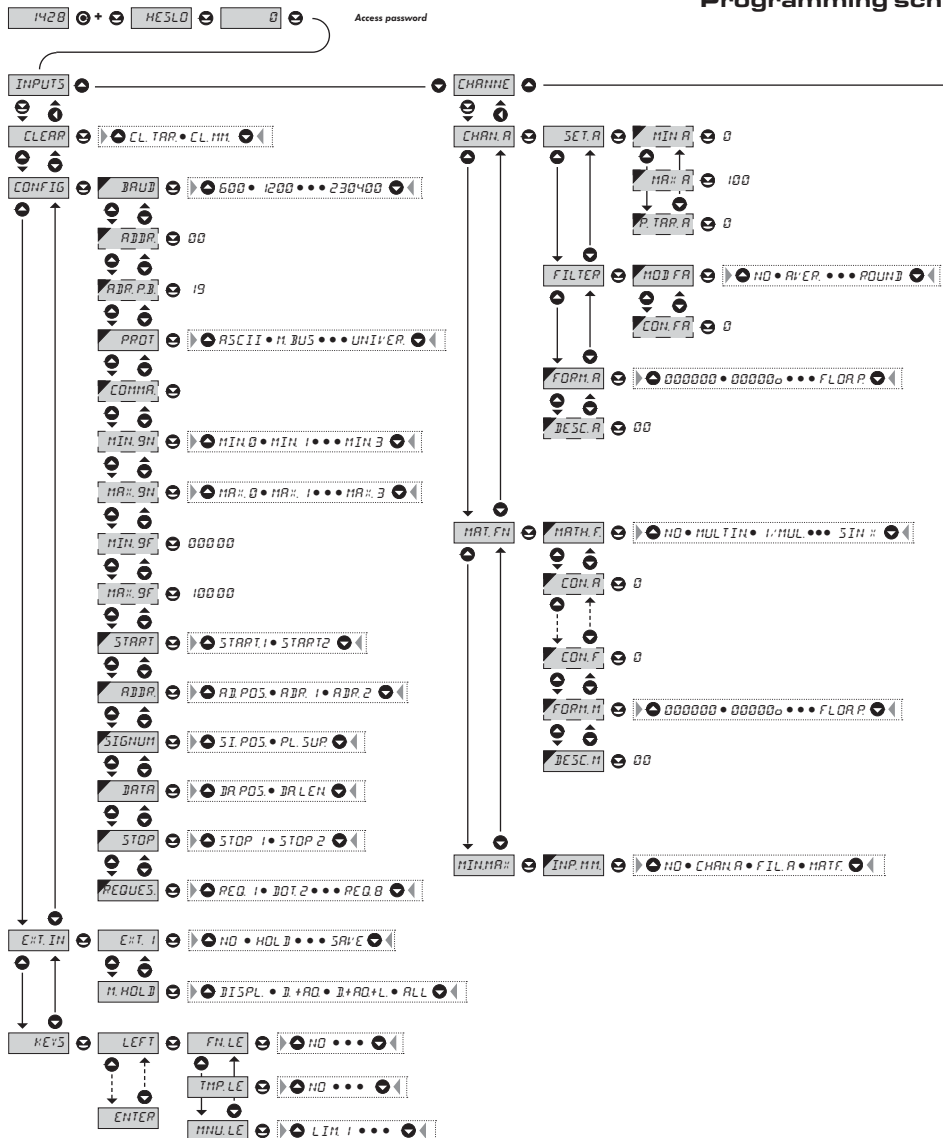 Programming sch
1428 + HESLO 0 Access password
INPUTS CHANNE
CLEAR CL. TAR. • CL. MM. CHAN. A SET. A MIN A 0
CONFIG BAUD 600 • 1200 • • • 230400 MAX A 100
ADDR. 00 P. TAR. A 0
ADR. P.B. 19 FILTER MOD FA NO • AVER. • • • ROUND
PROT ASCII • M. BUS • • • UNIVER. CON. FA 0
COMMA. FORM. A 000000 • 00000o • • • FLOA P.
MIN. 9N MIN. 0 • MIN. 1 • • • MIN. 3 DESC. A 00
MAX. 9N MAX. 0 • MAX. 1 • • • MAX. 3
MIN. 9F 00000 MAT. FN MATH. F. NO • MULTIN • 1/MUL. • • • SIN X
MAX. 9F 10000 CON. A 0
START START. 1 • START2 CON. F 0
ADDR. AD. POS. • ADR. 1 • ADR. 2 FORM. M 000000 • 00000o • • • FLOA P.
SIGNUM SI. POS. • PL. SUP.
DATA DA. POS. • DA LEN. DESC. M 00
STOP STOP 1 • STOP 2
REQUES. REQ. 1 • DOT. 2 • • • REQ. 8 MIN.MAX INP. MM. NO • CHAN. A • FIL. A • MAT.F.
EXT. IN EXT. 1 NO • HOLD • • • SAVE
M. HOLD DISPL. • D. +AO. • D.+AO.+L. • ALL
KEYS LEFT FN. LE NO • • •
TMP. LE NO • • •
ENTER MNU. LE LIM. 1 • • •